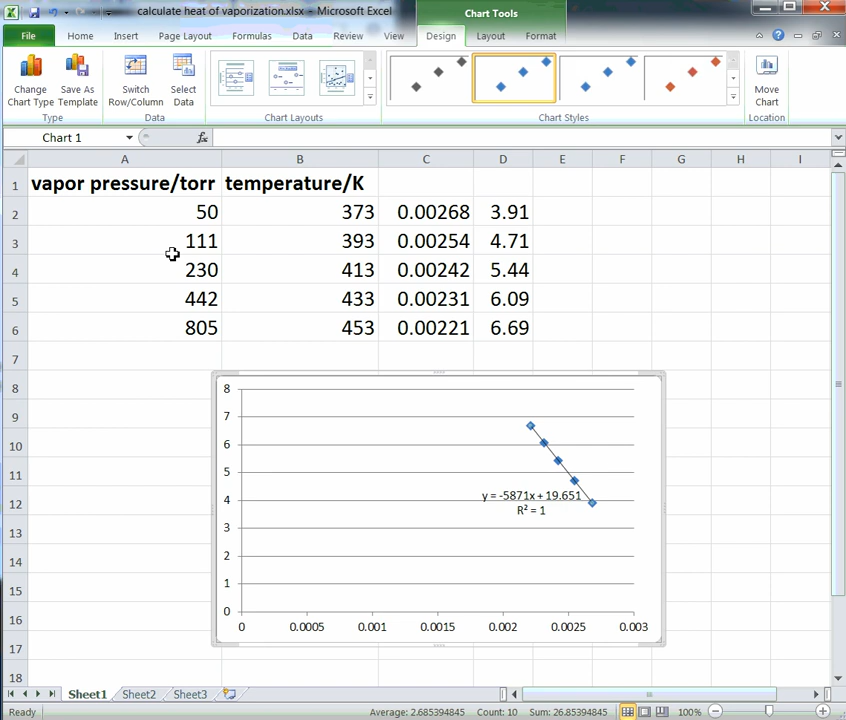 calculate heat of vaporization.xlsx - Microsoft Excel
Chart Tools
File Home Insert Page Layout Formulas Data Review View Design Layout Format
Change Chart Type
Save As Template
Switch Row/Column
Select Data
Move Chart
Type Data Chart Layouts Chart Styles Location
Chart 1 fx
A B C D E F G H I
1 vapor pressure/torr temperature/K
2 50 373 0.00268 3.91
3 111 393 0.00254 4.71
4 230 413 0.00242 5.44
5 442 433 0.00231 6.09
6 805 453 0.00221 6.69
7
8
9
10
11
12
13
14
15
16
17
18
8
7
6
5
4
3
2
1
0
y = -5871x + 19.651
R² = 1
0 0.0005 0.001 0.0015 0.002 0.0025 0.003
Sheet1 Sheet2 Sheet3
Ready Average: 2.685394845 Count: 10 Sum: 26.85394845 100%